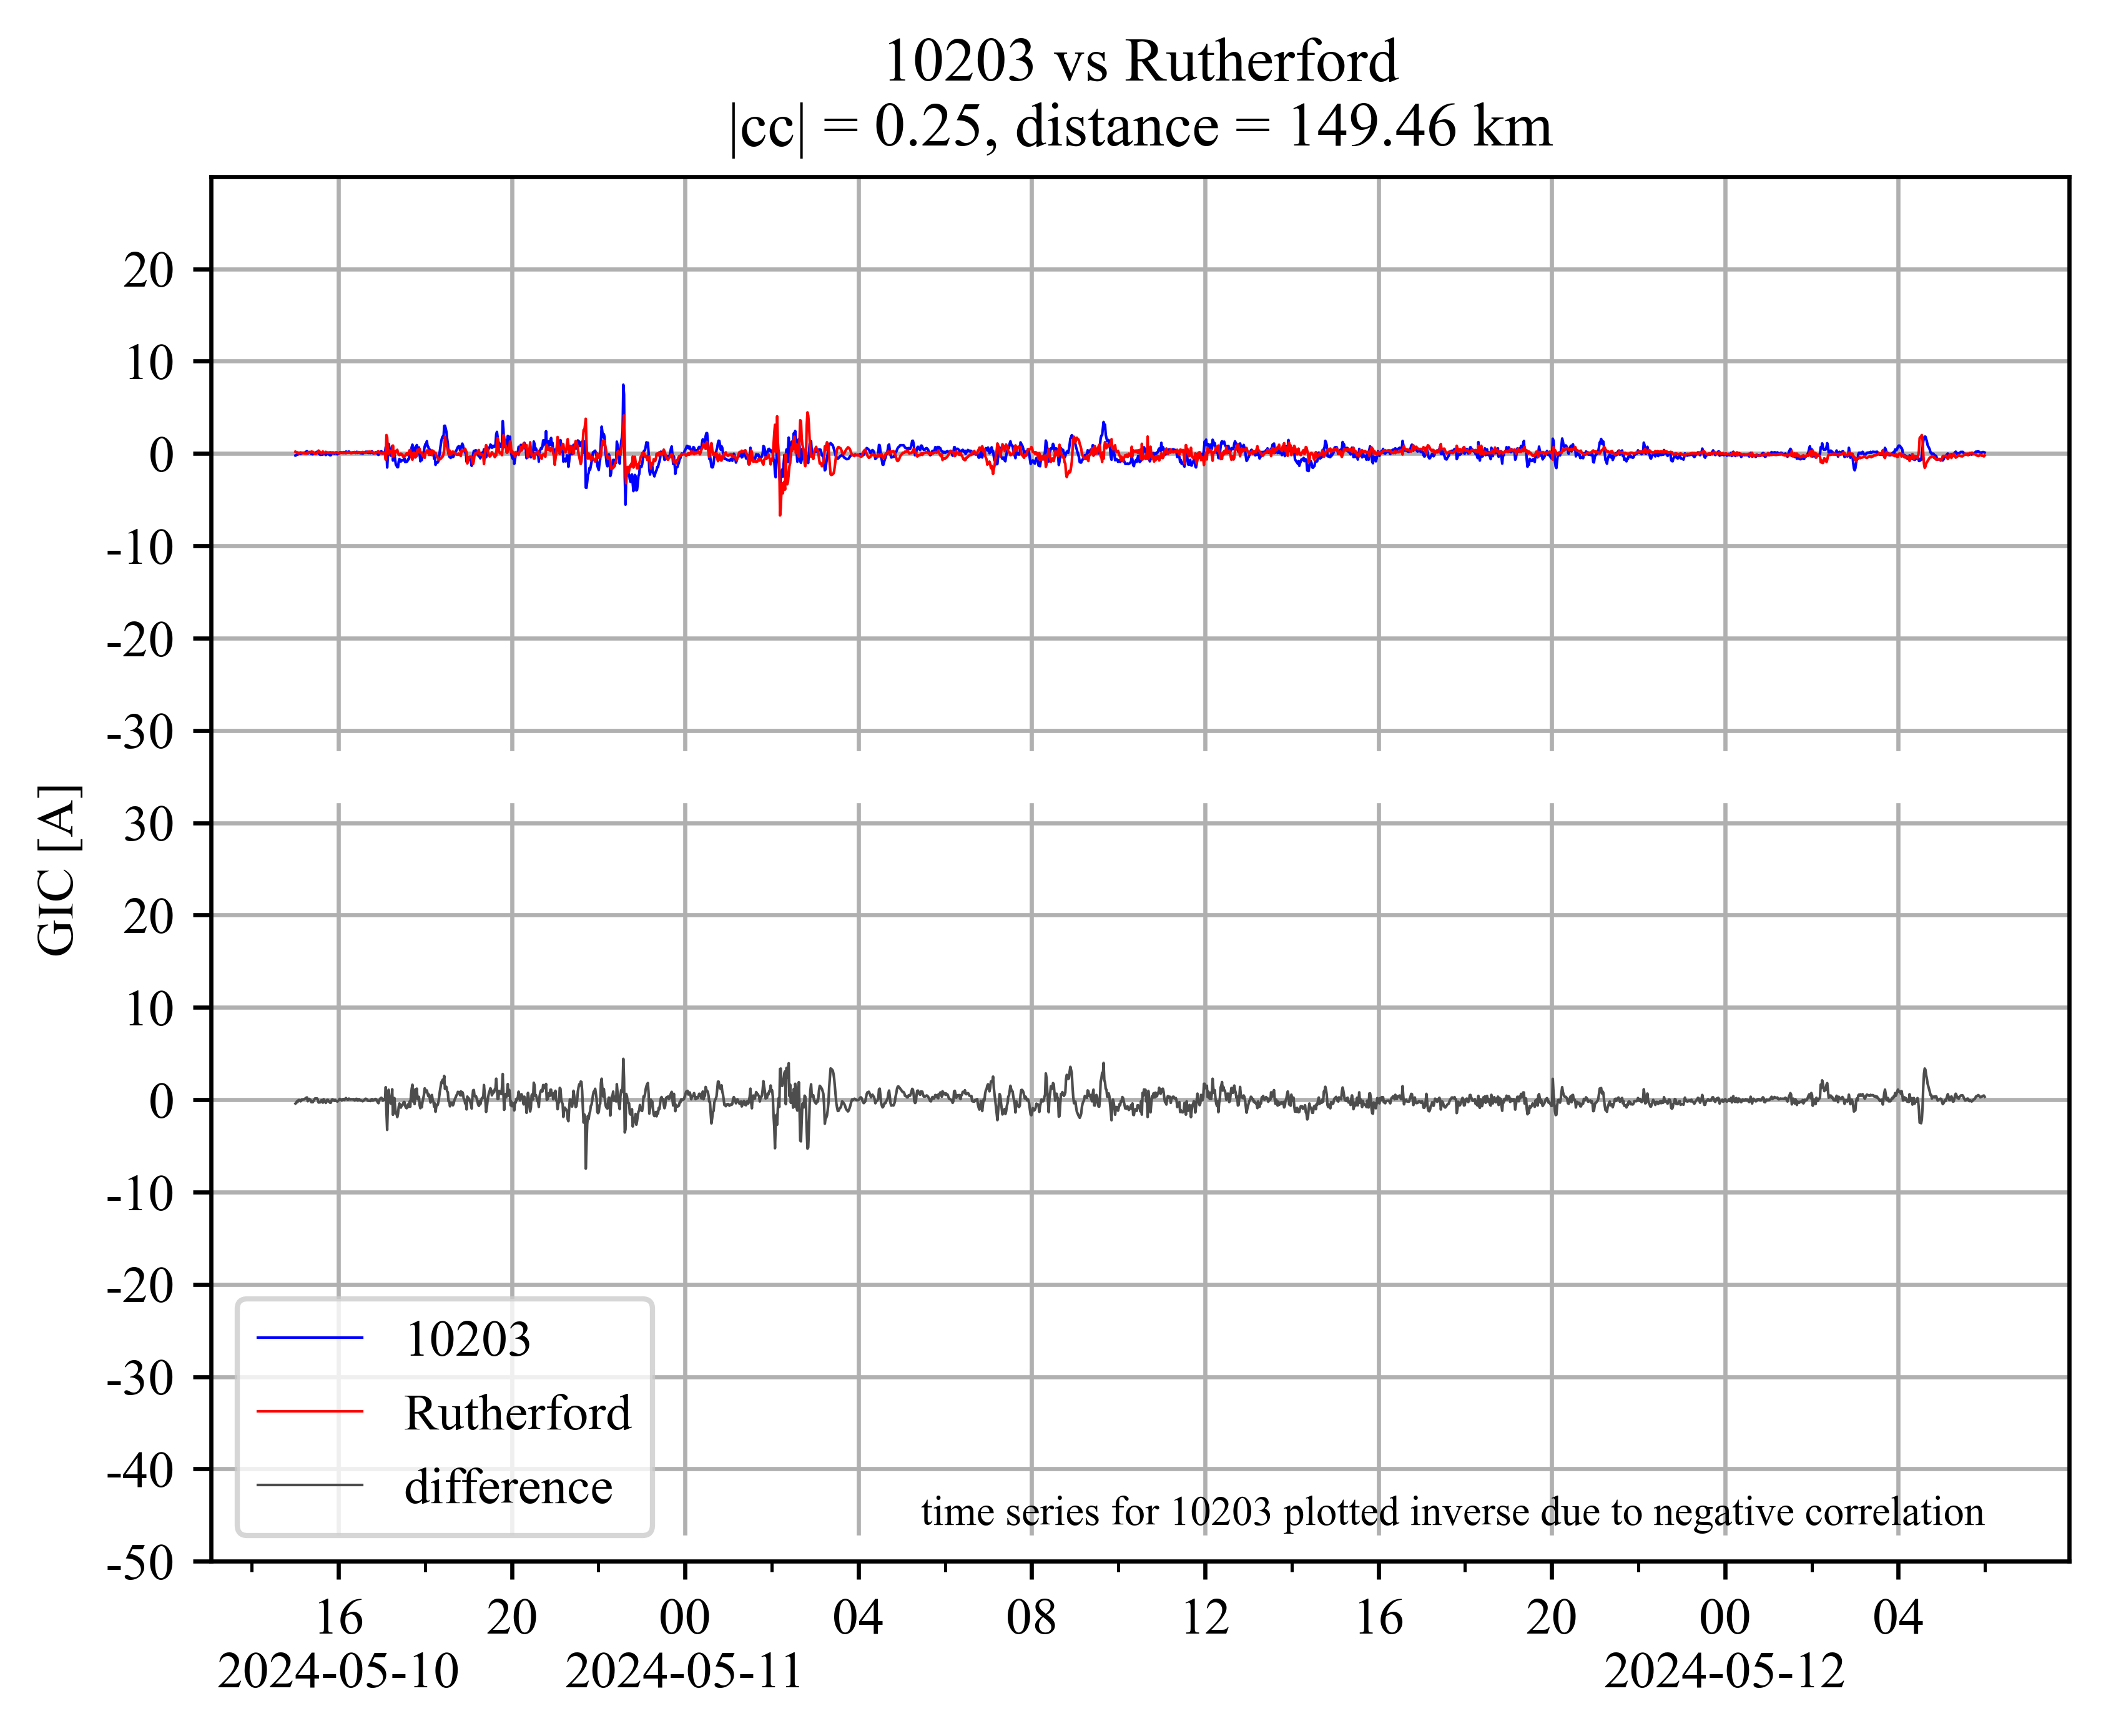 10203 vs Rutherford
|cc| = 0.25, distance = 149.46 km
20
10
0
-10
-20
-30
30
20
10
0
-10
-20
-30
-40
-50
GIC [A]
10203
Rutherford
difference
time series for 10203 plotted inverse due to negative correlation
16 20 00 04 08 12 16 20 00 04
2024-05-10 2024-05-11 2024-05-12